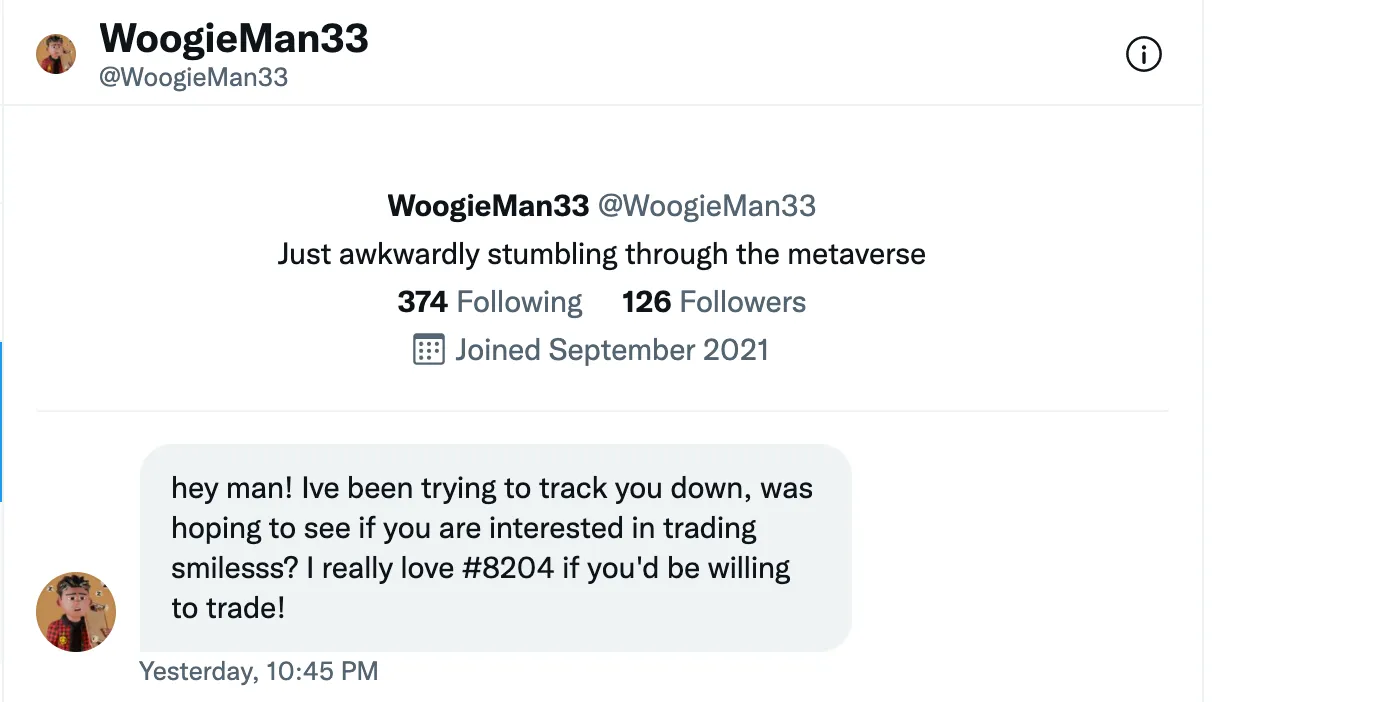 WoogieMan33
@WoogieMan33
WoogieMan33 @WoogieMan33
Just awkwardly stumbling through the metaverse
374 Following 126 Followers
Joined September 2021
hey man! Ive been trying to track you down, was
hoping to see if you are interested in trading
smilesss? I really love #8204 if you'd be willing
to trade!
Yesterday, 10:45 PM